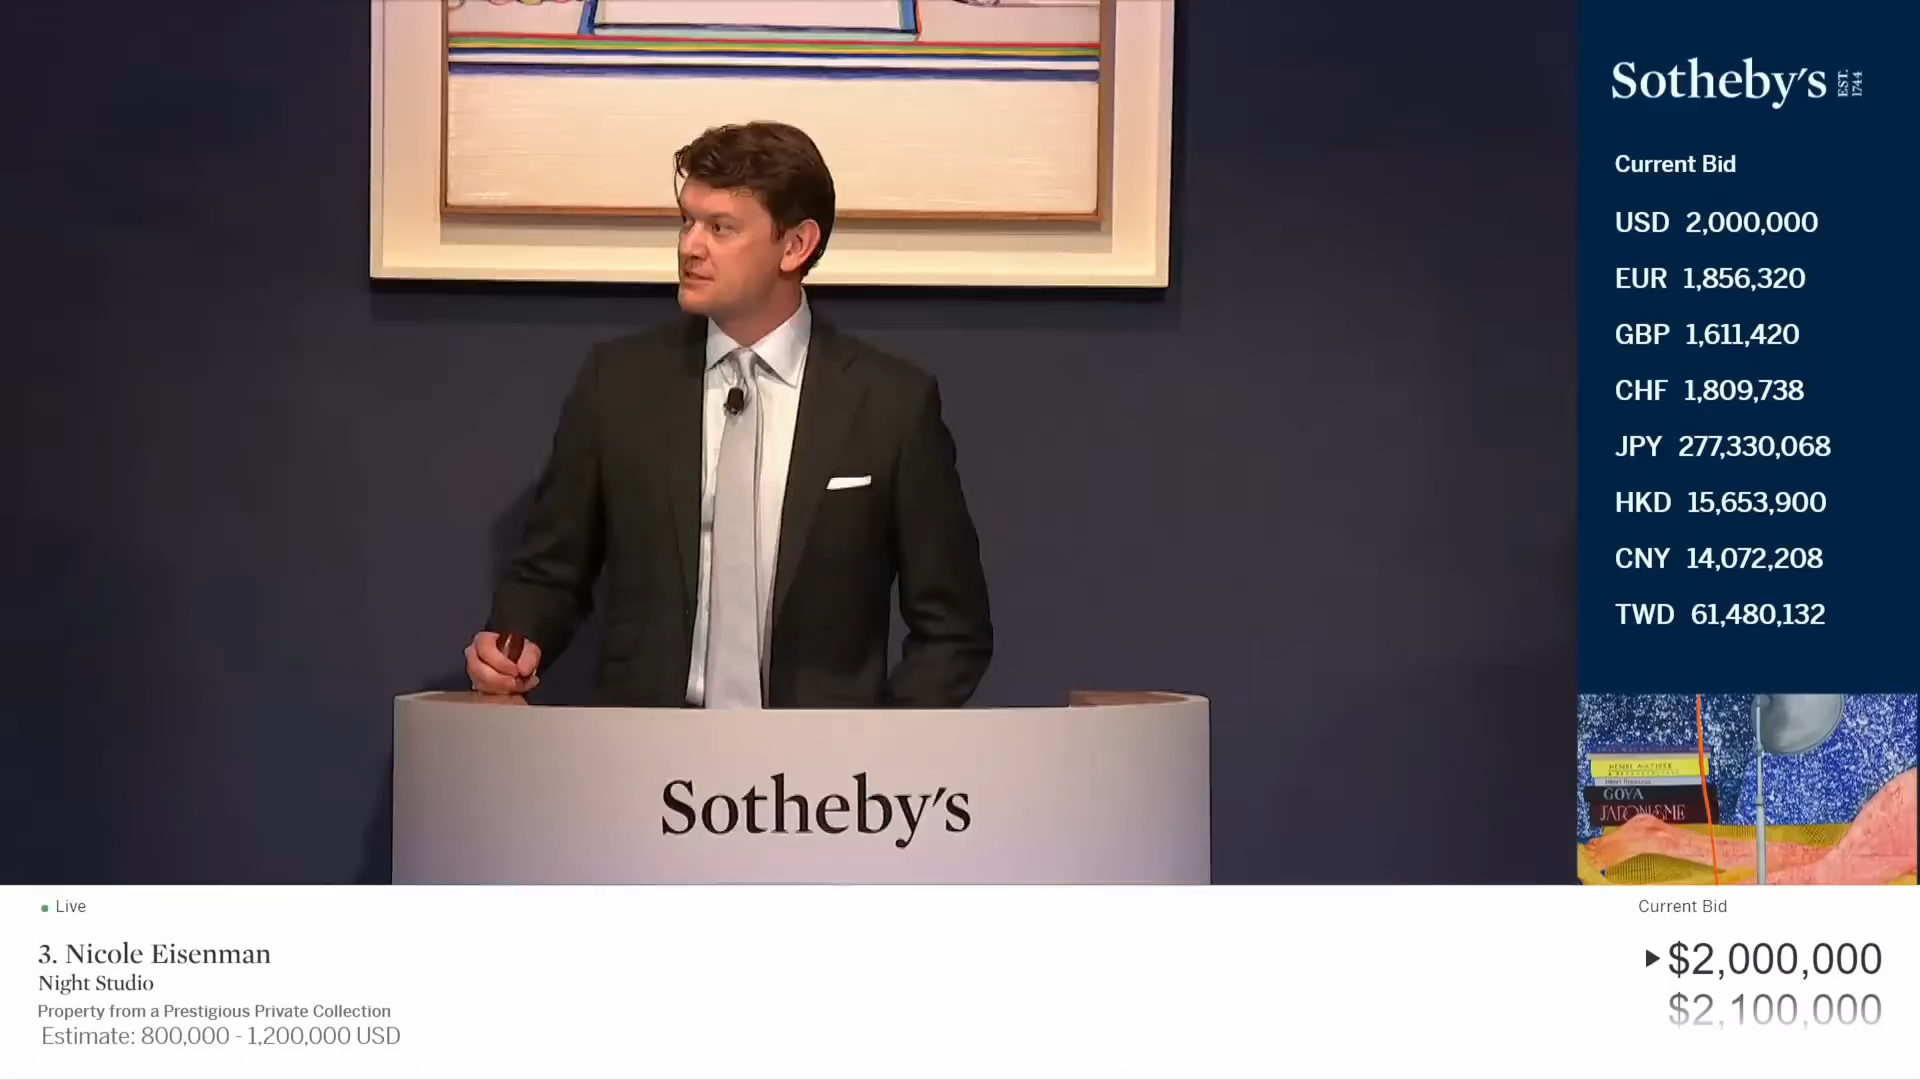 Sotheby's EST. 1744
Current Bid
USD 2,000,000
EUR 1,856,320
GBP 1,611,420
CHF 1,809,738
JPY 277,330,068
HKD 15,653,900
CNY 14,072,208
TWD 61,480,132
HENRI MATISSE
GOYA
JAPONISME
Sotheby's
Live
3. Nicole Eisenman
Night Studio
Property from a Prestigious Private Collection
Estimate: 800,000 - 1,200,000 USD
Current Bid
$2,000,000
$2,100,000